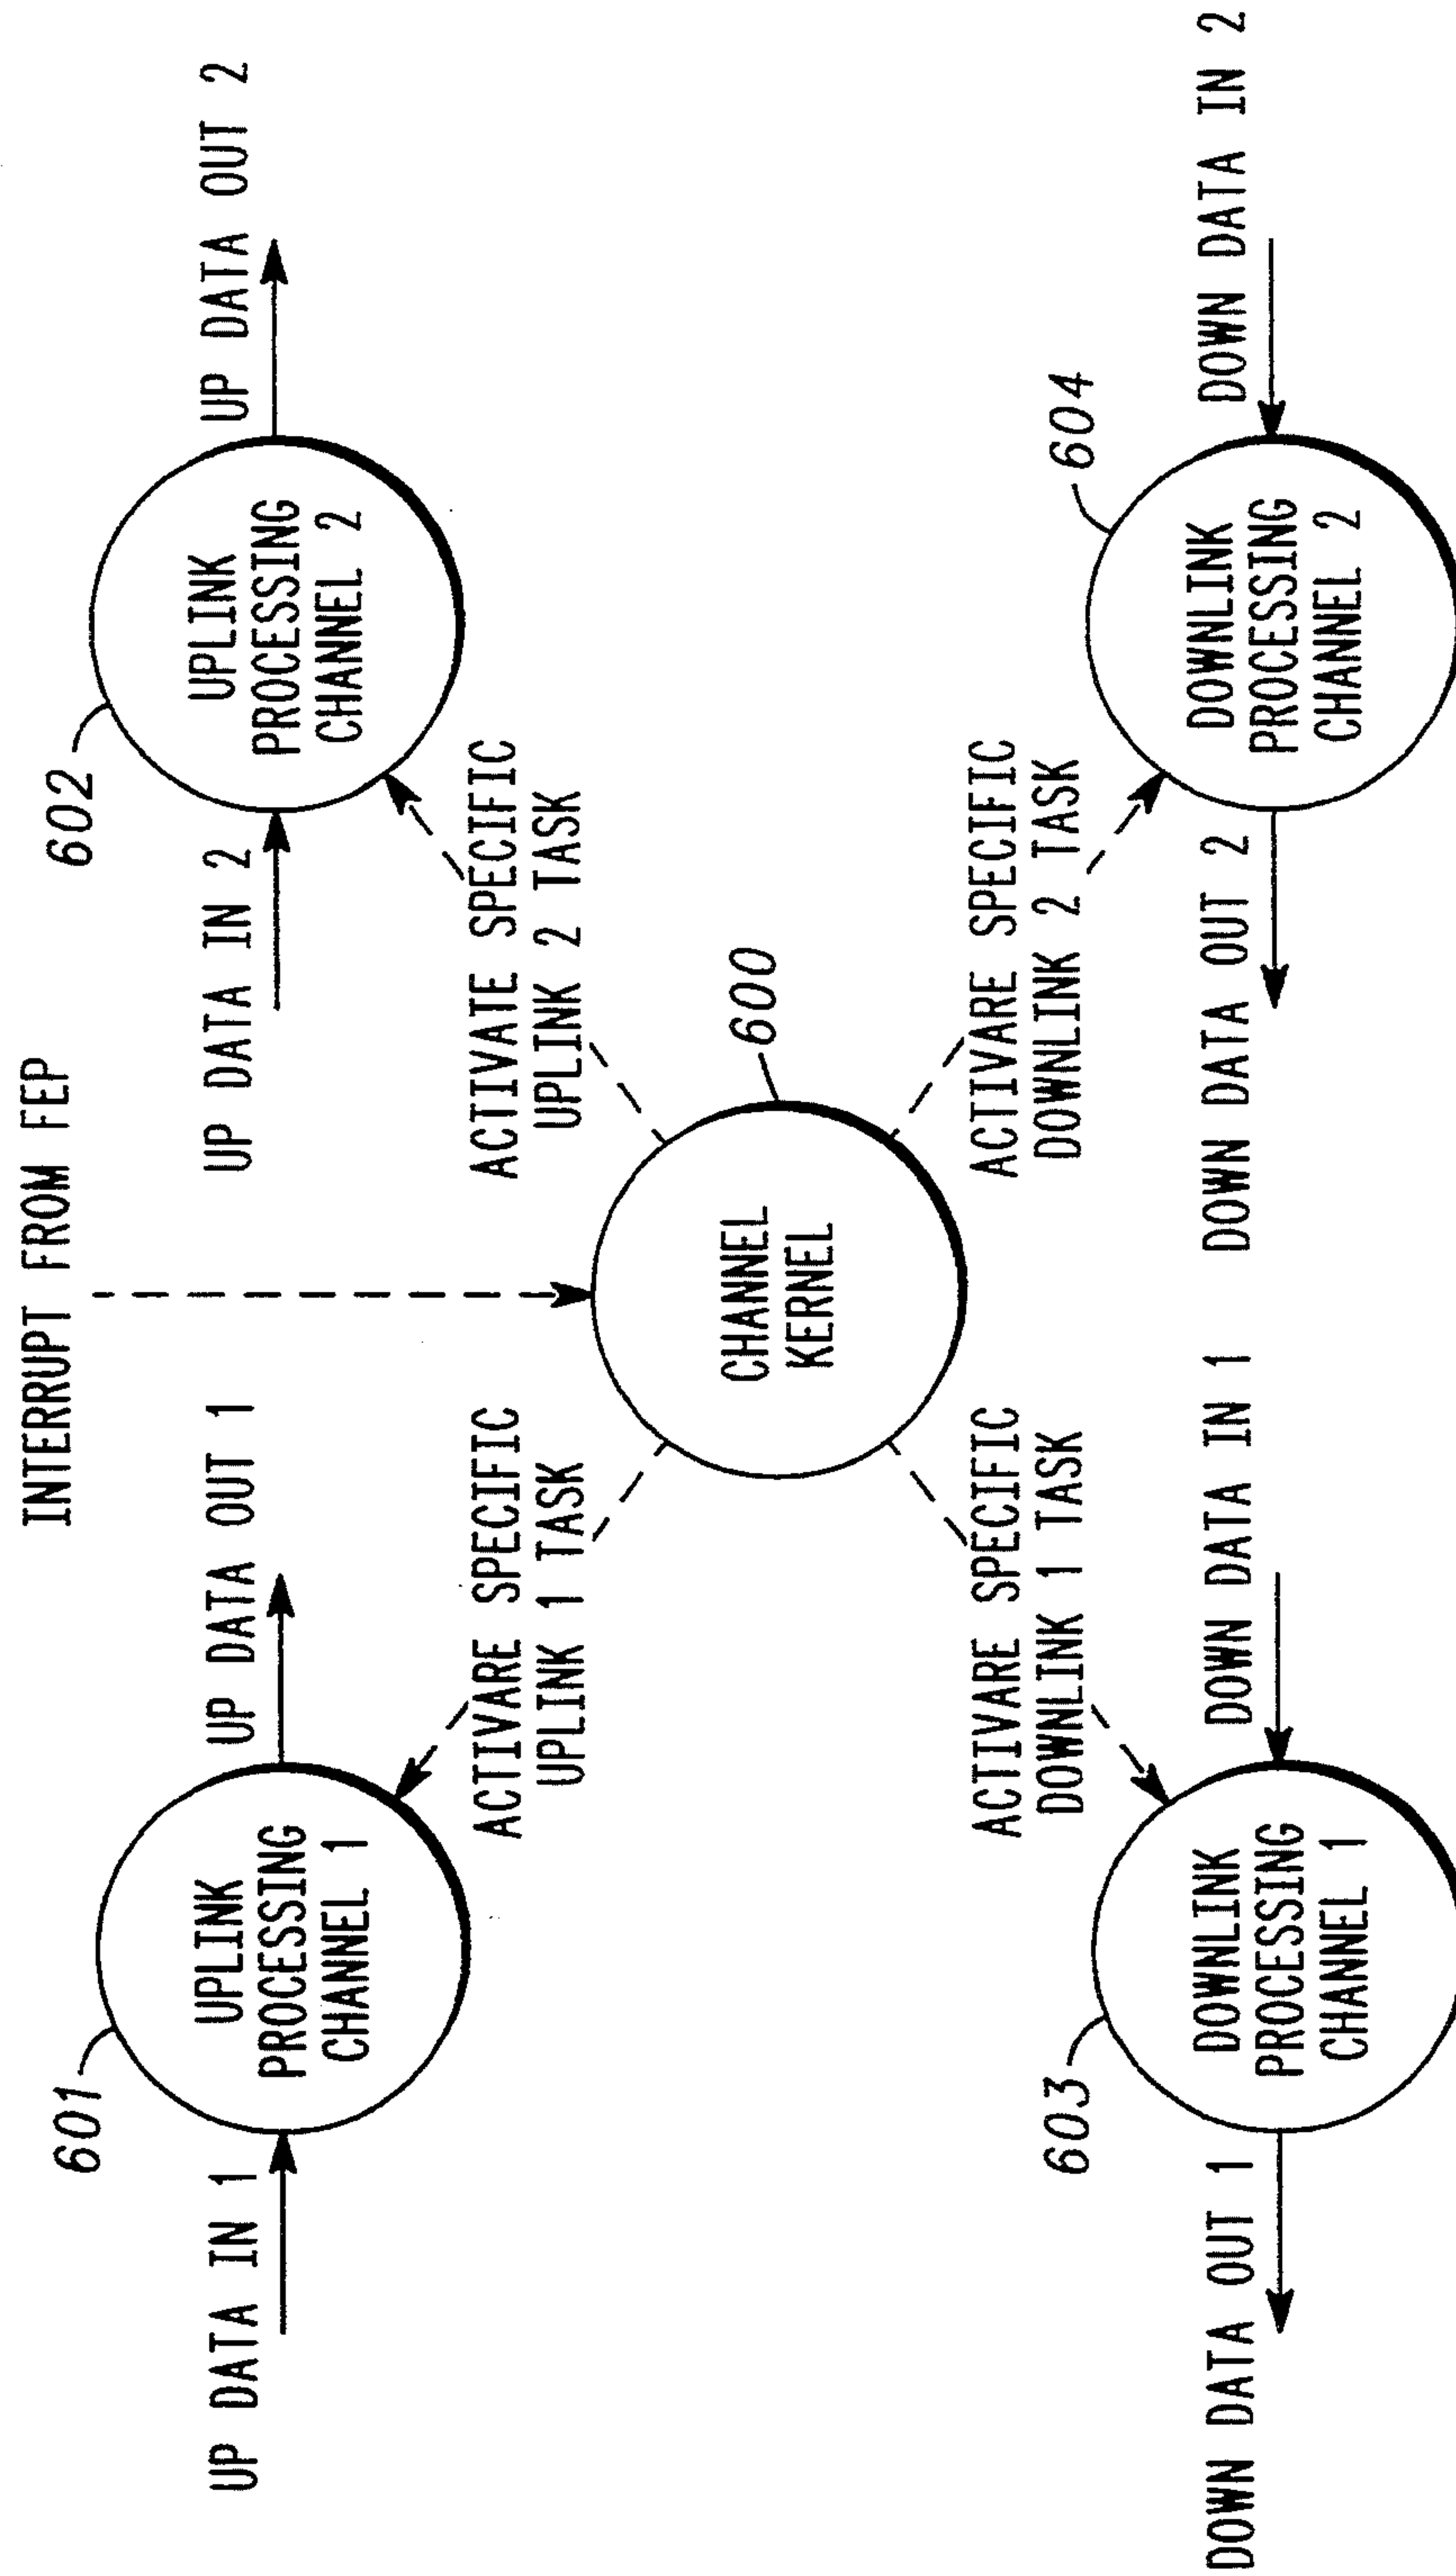 INTERRUPT FROM FEP
601
UP DATA IN 1
UPLINK
PROCESSING
CHANNEL 1
UP DATA OUT 1
602
UP DATA IN 2
UPLINK
PROCESSING
CHANNEL 2
UP DATA OUT 2
ACTIVARE SPECIFIC
UPLINK 1 TASK
ACTIVATE SPECIFIC
UPLINK 2 TASK
CHANNEL
KERNEL
600
ACTIVARE SPECIFIC
DOWNLINK 1 TASK
ACTIVARE SPECIFIC
DOWNLINK 2 TASK
603
DOWN DATA OUT 1
DOWNLINK
PROCESSING
CHANNEL 1
DOWN DATA IN 1
604
DOWN DATA OUT 2
DOWNLINK
PROCESSING
CHANNEL 2
DOWN DATA IN 2